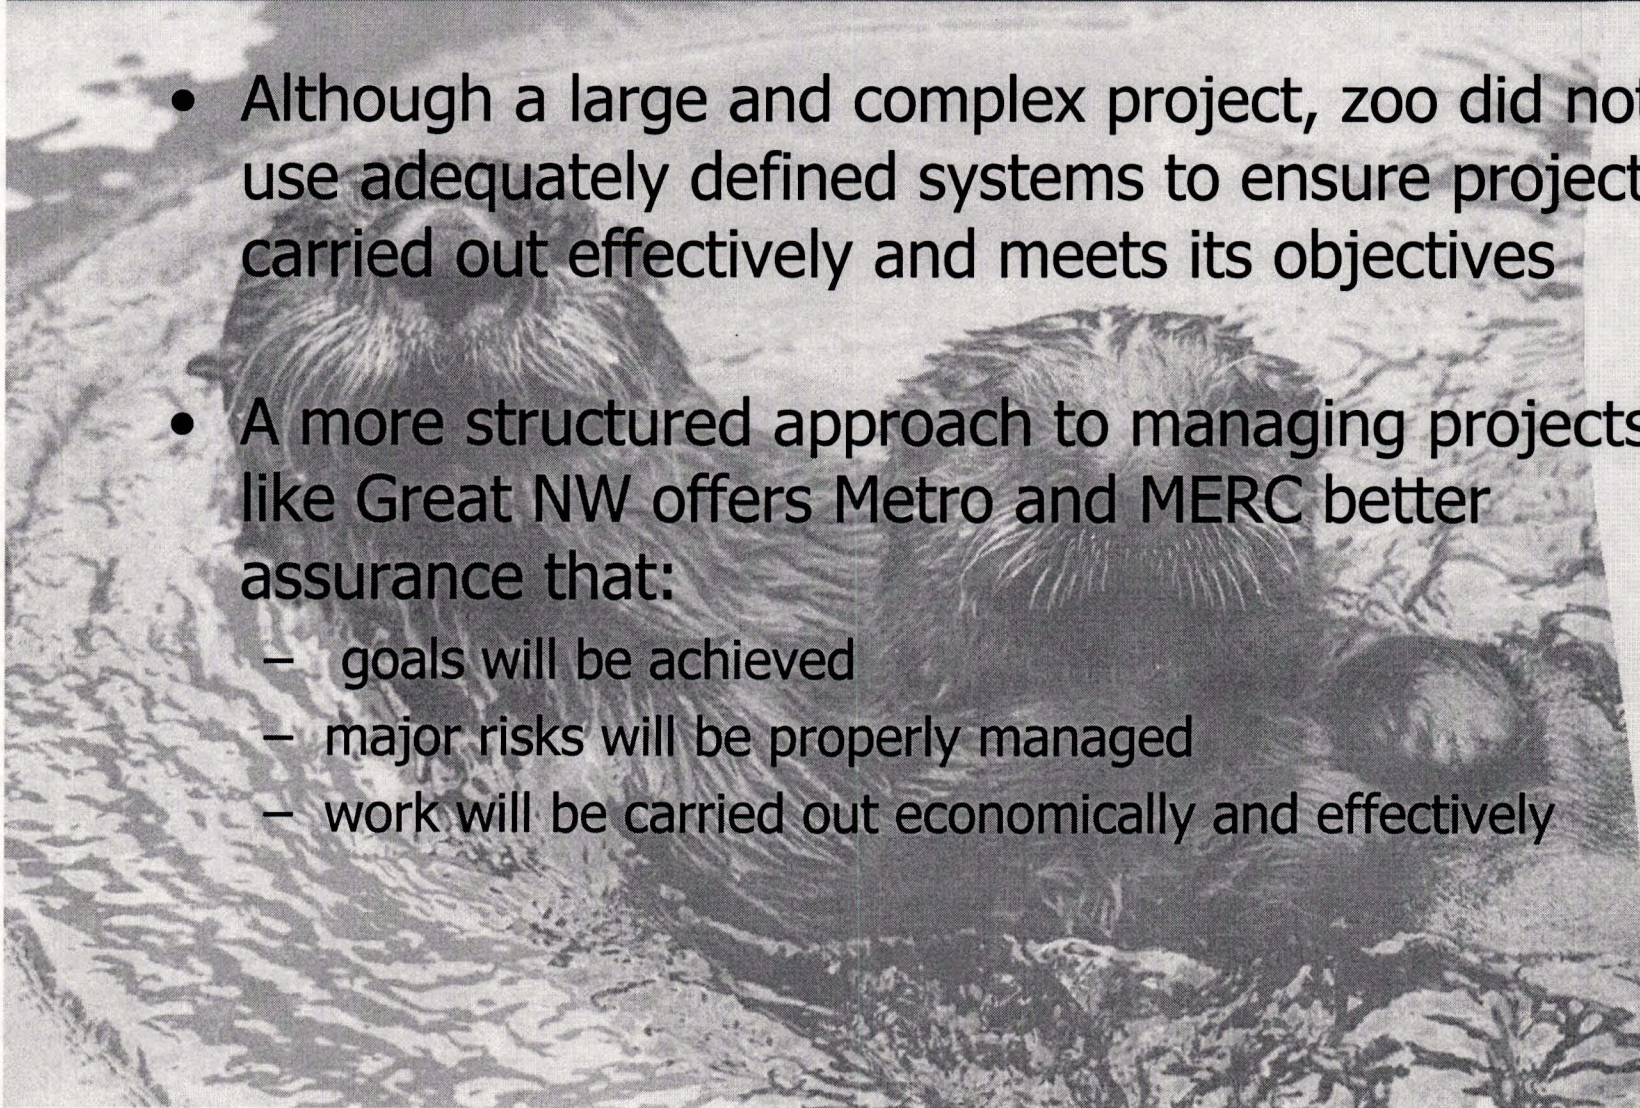 • Although a large and complex project, zoo did not
use adequately defined systems to ensure project
carried out effectively and meets its objectives
• A more structured approach to managing projects
like Great NW offers Metro and MERC better
assurance that:
– goals will be achieved
– major risks will be properly managed
– work will be carried out economically and effectively